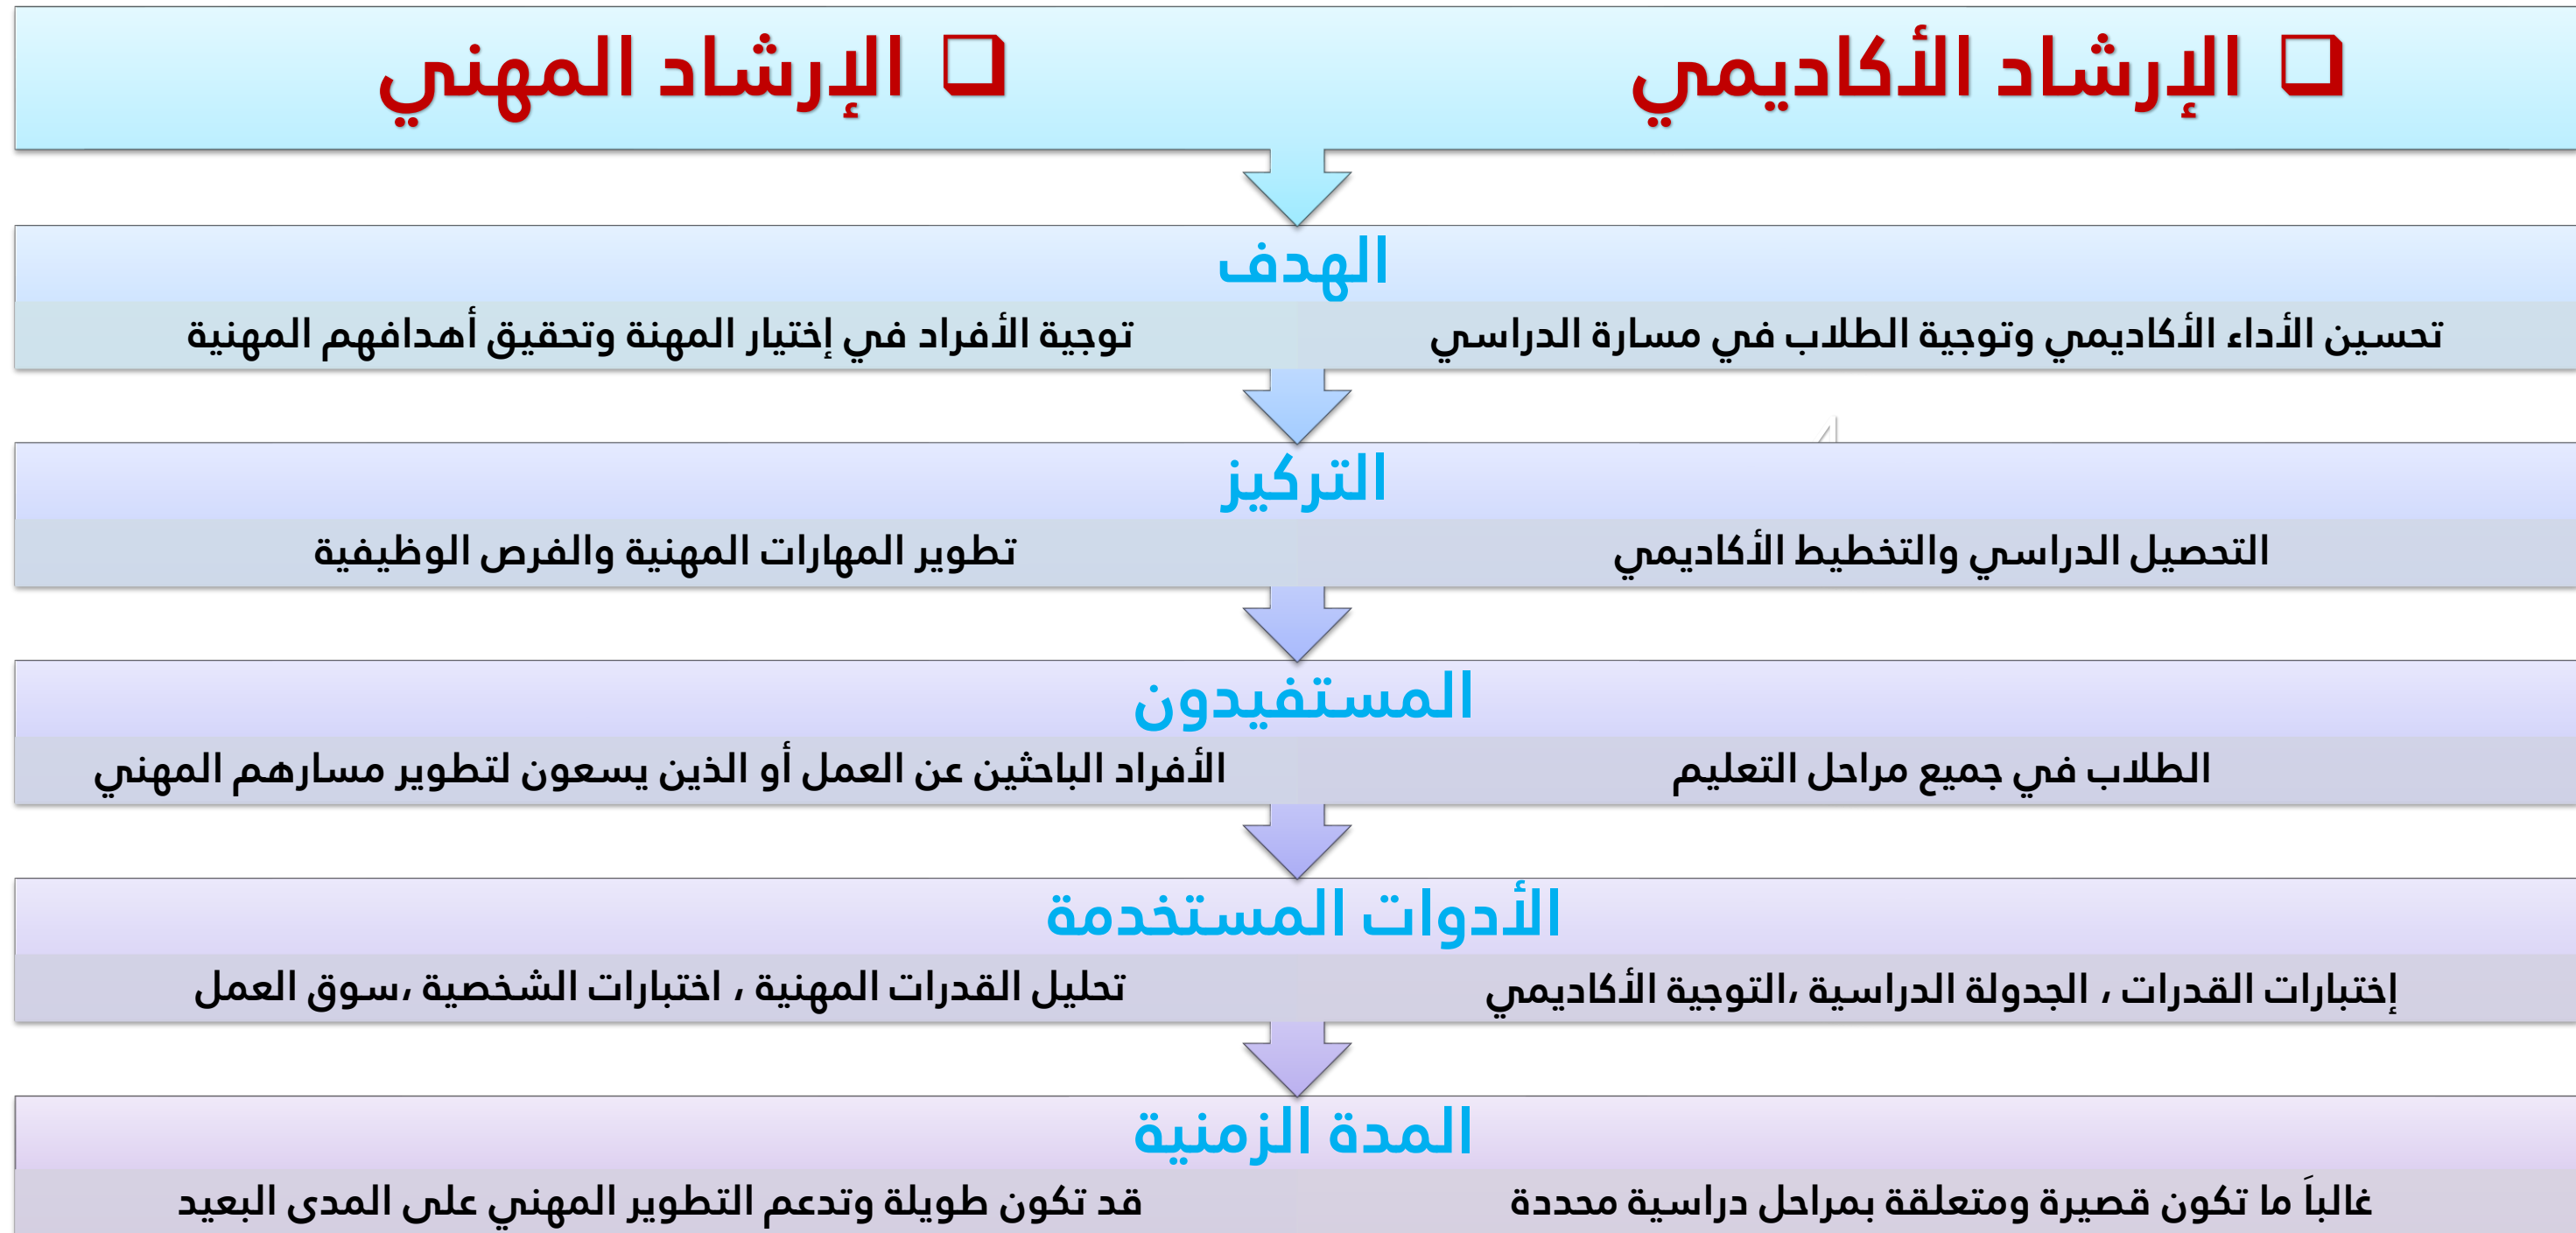 ❑ الإرشاد الأكاديمي
❑ الإرشاد المهني
الهدف
تحسين الأداء الأكاديمي وتوجية الطلاب في مسارة الدراسي
توجية الأفراد في إختيار المهنة وتحقيق أهدافهم المهنية
التركيز
التحصيل الدراسي والتخطيط الأكاديمي
تطوير المهارات المهنية والفرص الوظيفية
المستفيدون
الطلاب في جميع مراحل التعليم
الأفراد الباحثين عن العمل أو الذين يسعون لتطوير مسارهم المهني
الأدوات المستخدمة
إختبارات القدرات ، الجدولة الدراسية ،التوجية الأكاديمي
تحليل القدرات المهنية ، اختبارات الشخصية ،سوق العمل
المدة الزمنية
غالباَ ما تكون قصيرة ومتعلقة بمراحل دراسية محددة
قد تكون طويلة وتدعم التطوير المهني على المدى البعيد